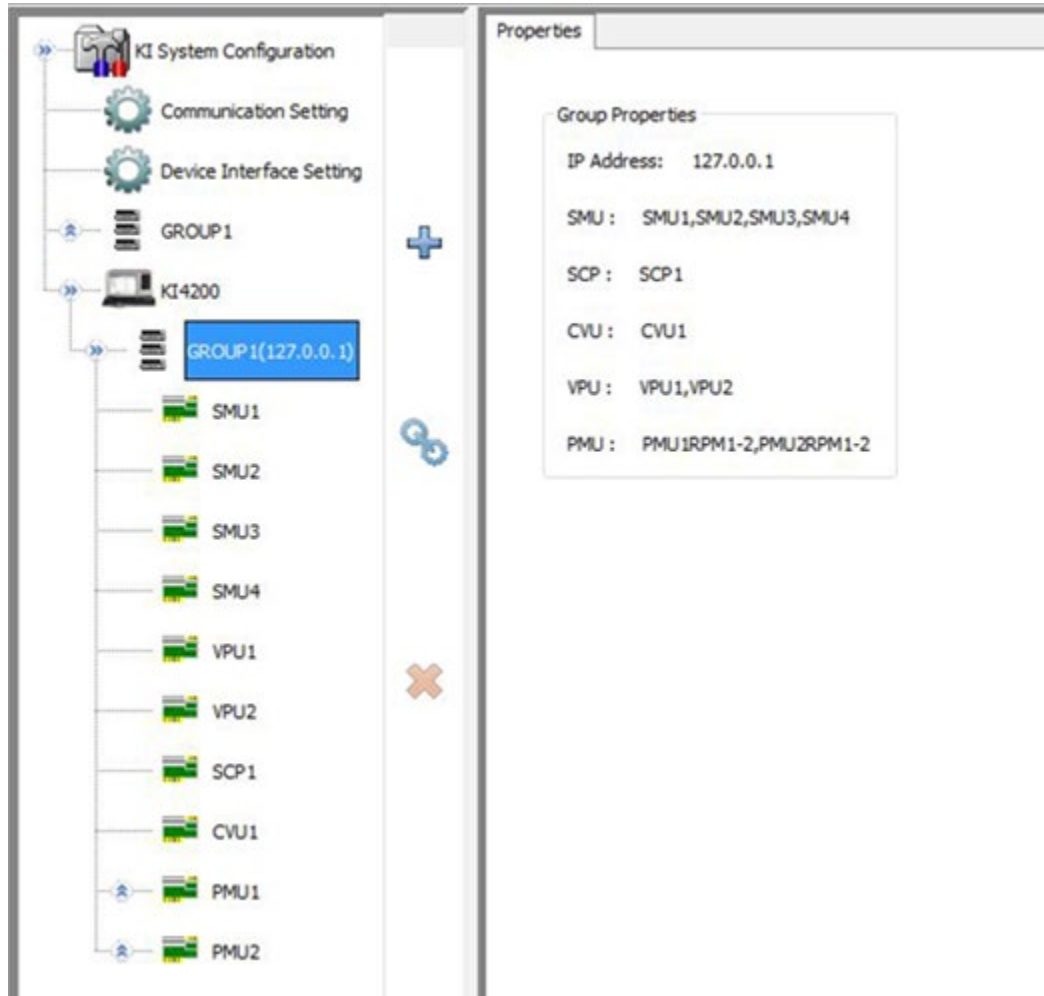 KI System Configuration
Communication Setting
Device Interface Setting
GROUP1
KI4200
GROUP1(127.0.0.1)
SMU1
SMU2
SMU3
SMU4
VPU1
VPU2
SCP1
CVU1
PMU1
PMU2
Properties
Group Properties
IP Address: 127.0.0.1
SMU : SMU1,SMU2,SMU3,SMU4
SCP : SCP1
CVU : CVU1
VPU : VPU1,VPU2
PMU : PMU1RPM1-2,PMU2RPM1-2